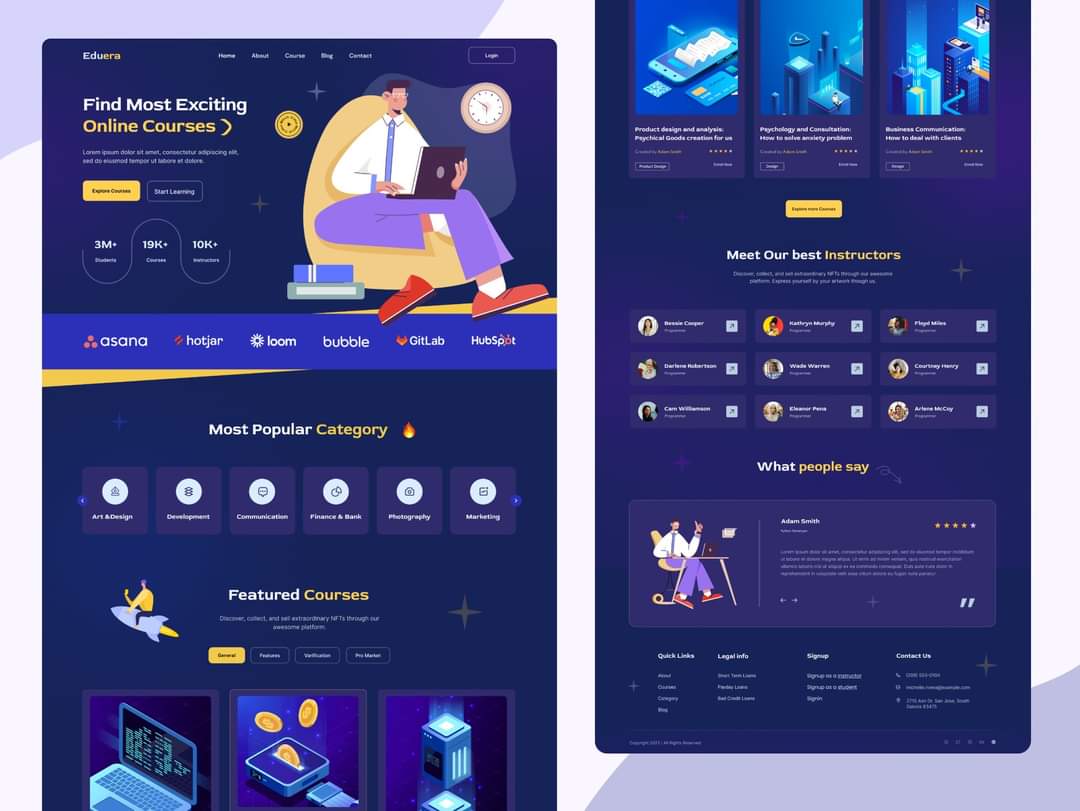 Eduera
Home About Course Blog Contact
Login
Find Most Exciting
Online Courses
Lorem ipsum dolor sit amet, consectetur adipiscing elit,
sed do eiusmod tempor ut labore et dolore.
Explore Courses
Start Learning
3M+ 19K+ 10K+
Students Courses Instructors
asana hotjar loom bubble GitLab HubSpot
Most Popular Category
Art &Design Development Communication Finance & Bank Photography Marketing
Featured Courses
Discover, collect, and sell extraordinary NFTs through our
awesome platform.
General Features Varification Pro Market
Product design and analysis:
Psychical Goods creation for us
Created by Adam Smith
Product Design
Enroll Now
Psychology and Consultation:
How to solve anxiety problem
Created by Adam Smith
Design
Enroll Now
Business Communication:
How to deal with clients
Created by Adam Smith
Design
Enroll Now
Explore more Courses
Meet Our best Instructors
Discover, collect, and sell extraordinary NFTs through our awesome
platform. Express yourself by your artwork though us.
Bessie Cooper
Programmer
Kathryn Murphy
Programmer
Floyd Miles
Programmer
Darlene Robertson
Programmer
Wade Warren
Programmer
Courtney Henry
Programmer
Cam Williamson
Programmer
Eleanor Pena
Programmer
Arlene McCoy
Programmer
What people say
Adam Smith
Lorem ipsum dolor sit amet, consectetur adipiscing elit, sed do eiusmod tempor
incididunt ut labore et dolore magna aliqua. Ut enim ad minim veniam, quis nostrud exercitation
ullamco laboris nisi ut aliquip ex ea commodo consequat. Duis aute irure dolor in
reprehenderit in voluptate velit esse cillum dolore eu fugiat nulla pariatur
Quick Links
About
Courses
Category
Blog
Legal info
Short Term Loans
Payday Loans
Bad Credit Loans
Signup
Signup as a instructor
Signup as a student
Signin
Contact Us
(209) 555-0104
michelle.rivera@example.com
2715 Ash Dr. San Jose, South
Dakota 83475